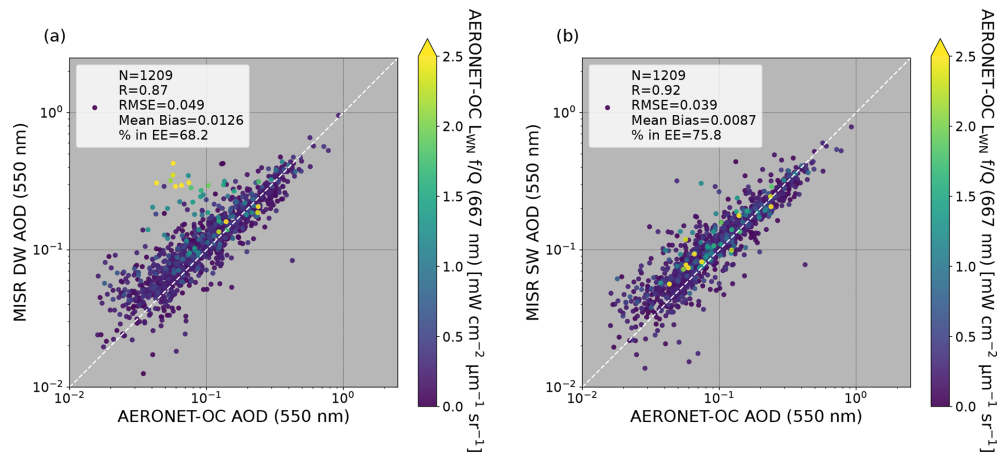 (a)
N=1209
R=0.87
RMSE=0.049
Mean Bias=0.0126
% in EE=68.2
10⁰
10⁻¹
10⁻²
10⁻² 10⁻¹ 10⁰
MISR DW AOD (550 nm)
AERONET-OC AOD (550 nm)
2.5
2.0
1.5
1.0
0.5
0.0
AERONET-OC L_WN f/Q (667 nm) [mW cm⁻² μm⁻¹ sr⁻¹]
(b)
N=1209
R=0.92
RMSE=0.039
Mean Bias=0.0087
% in EE=75.8
10⁰
10⁻¹
10⁻²
10⁻² 10⁻¹ 10⁰
MISR SW AOD (550 nm)
AERONET-OC AOD (550 nm)
2.5
2.0
1.5
1.0
0.5
0.0
AERONET-OC L_WN f/Q (667 nm) [mW cm⁻² μm⁻¹ sr⁻¹]